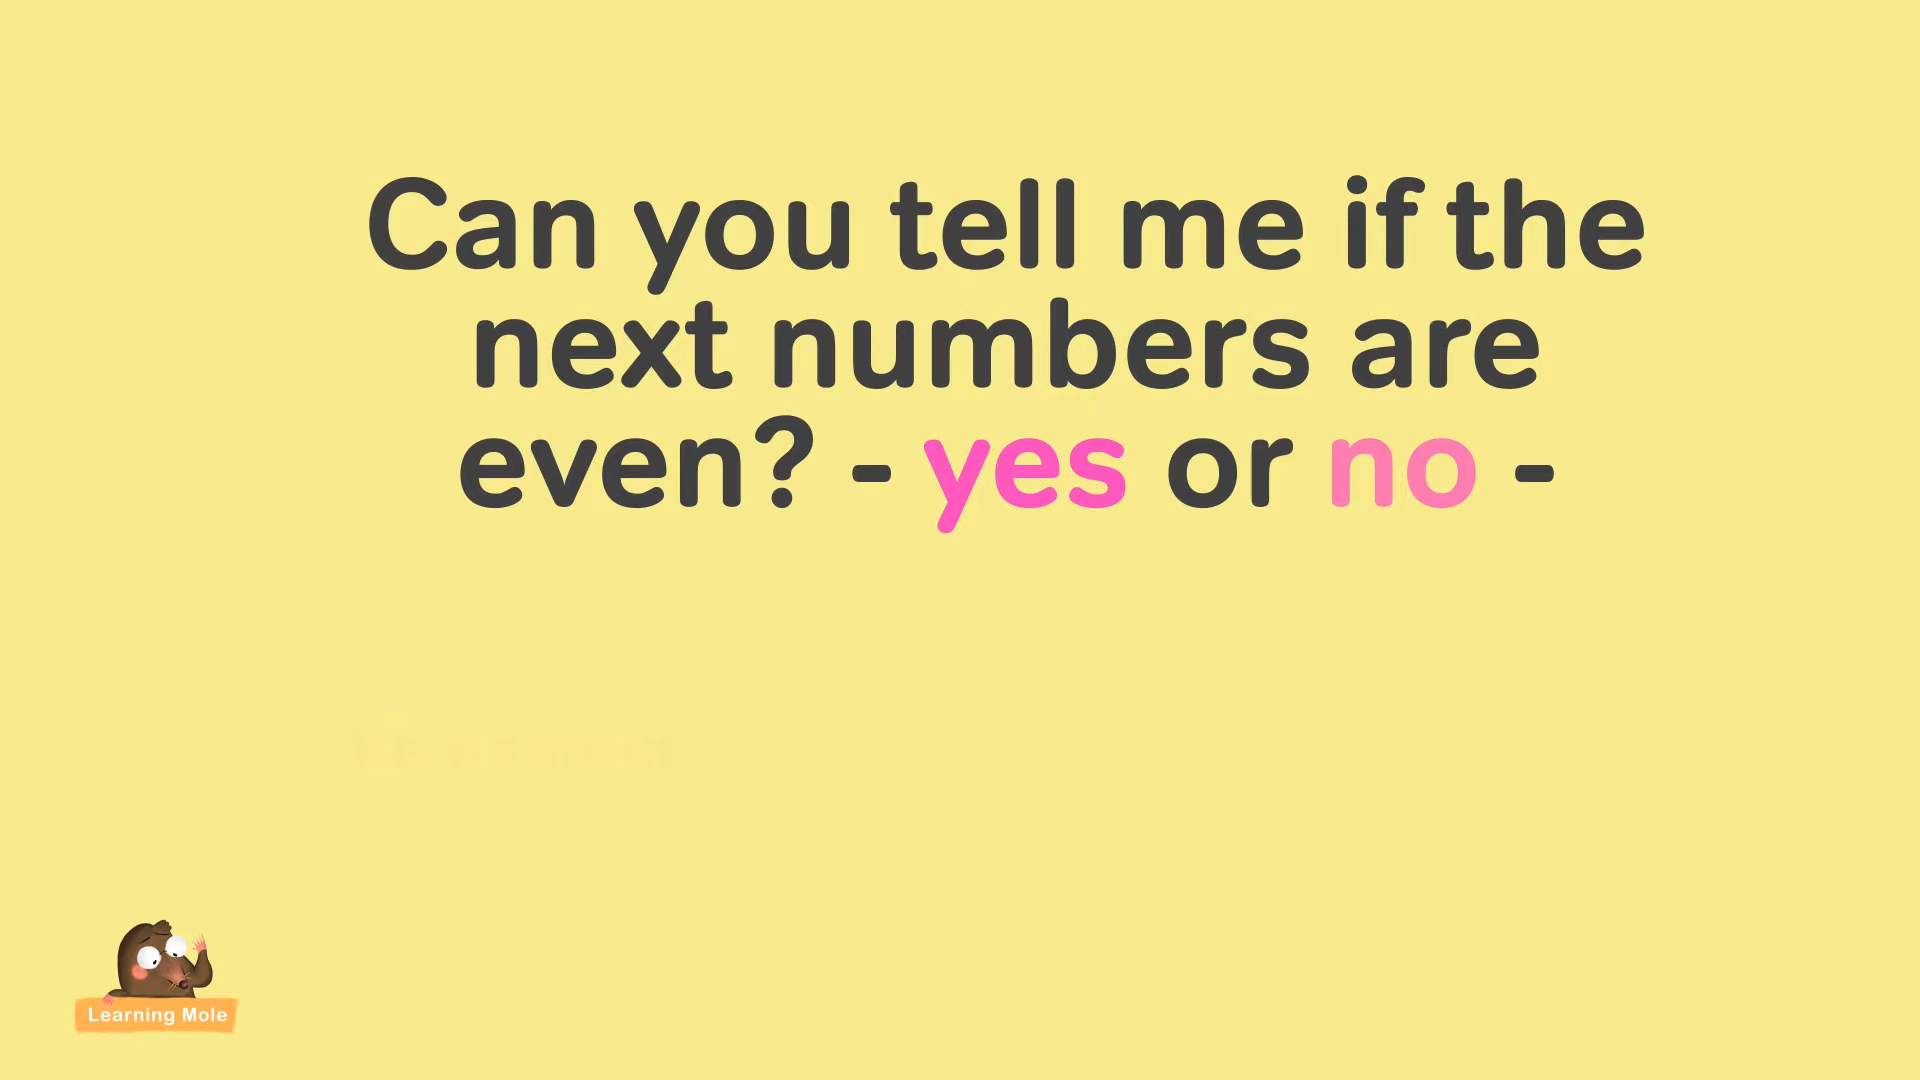 Can you tell me if the
next numbers are
even? - yes or no -
Learning Mole